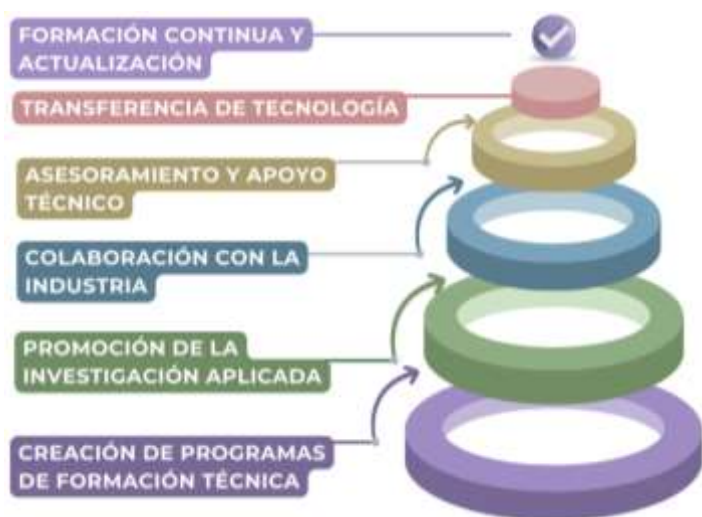 FORMACIÓN CONTINUA Y
ACTUALIZACIÓN
TRANSFERENCIA DE TECNOLOGÍA
ASESORAMIENTO Y APOYO
TÉCNICO
COLABORACIÓN CON LA
INDUSTRIA
PROMOCIÓN DE LA
INVESTIGACIÓN APLICADA
CREACIÓN DE PROGRAMAS
DE FORMACIÓN TÉCNICA